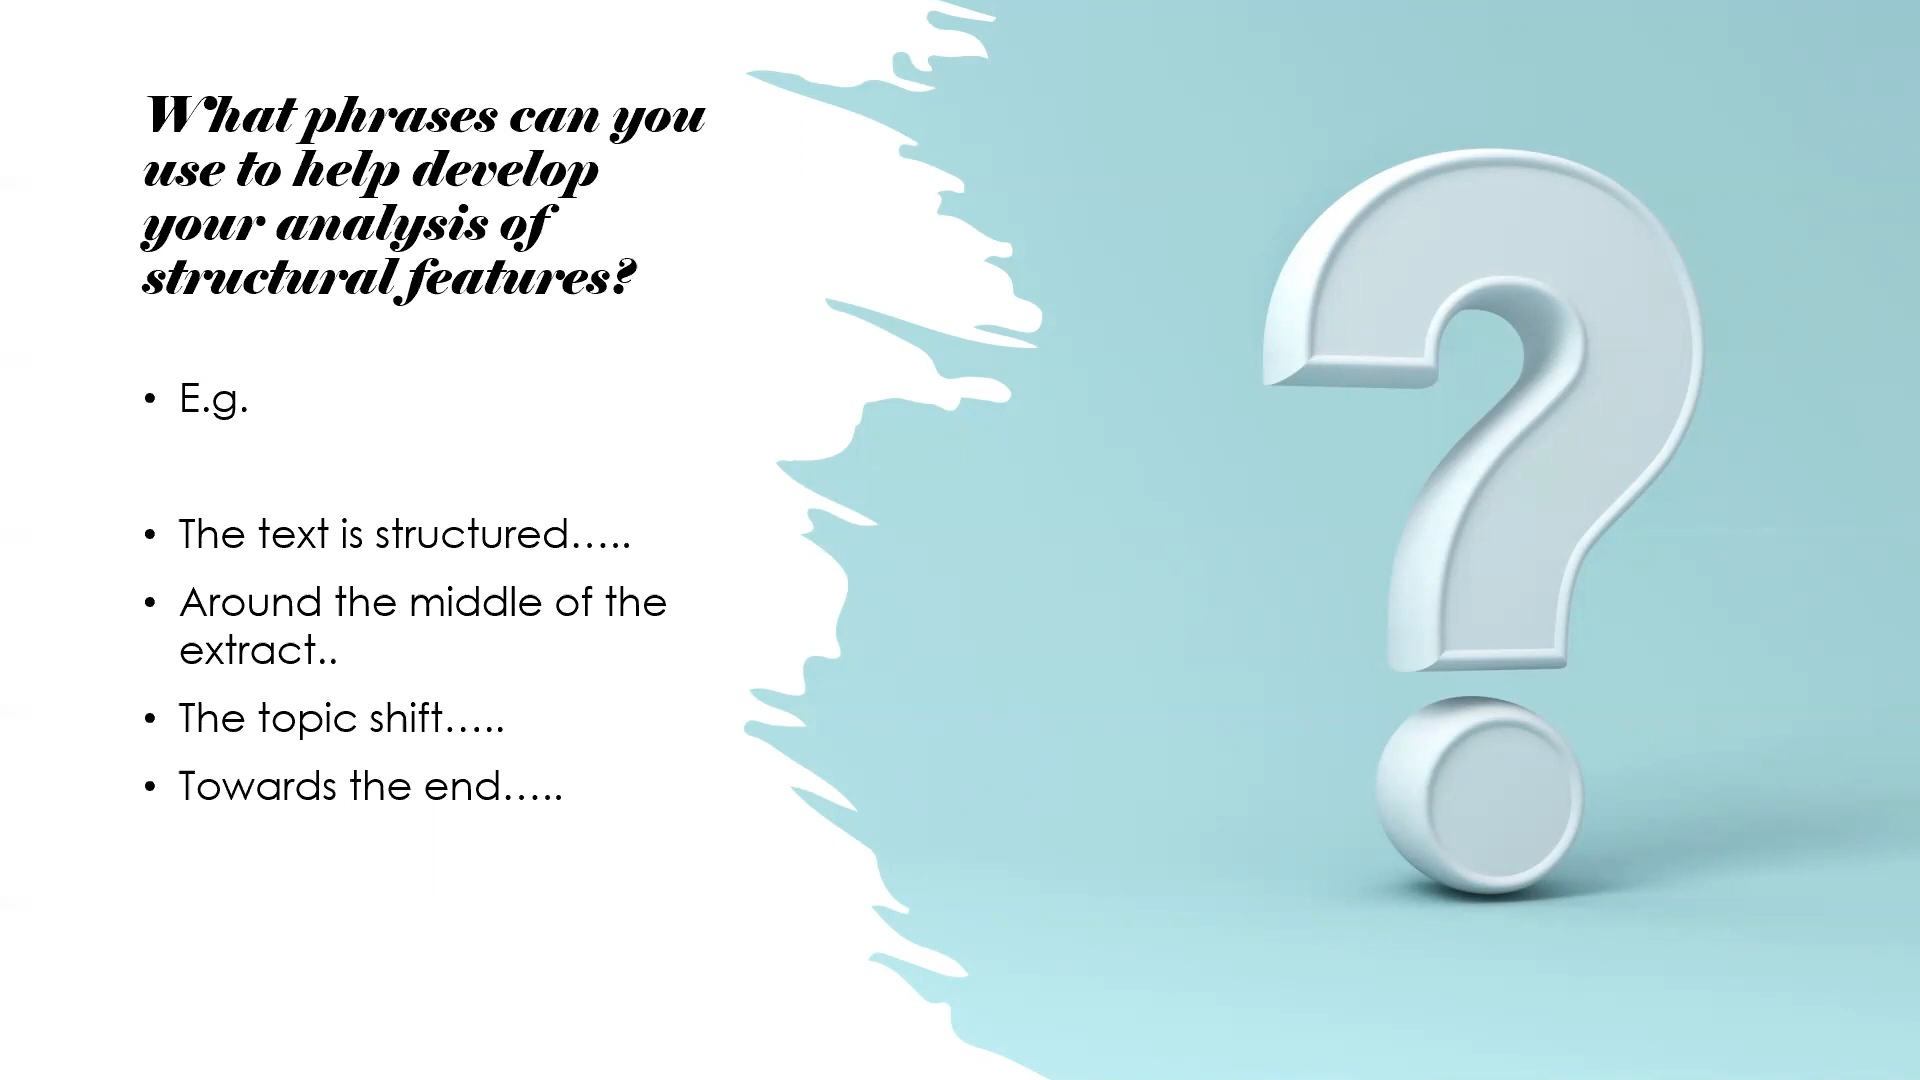 What phrases can you
use to help develop
your analysis of
structural features?
• E.g.
• The text is structured…..
• Around the middle of the
extract..
• The topic shift…..
• Towards the end…..